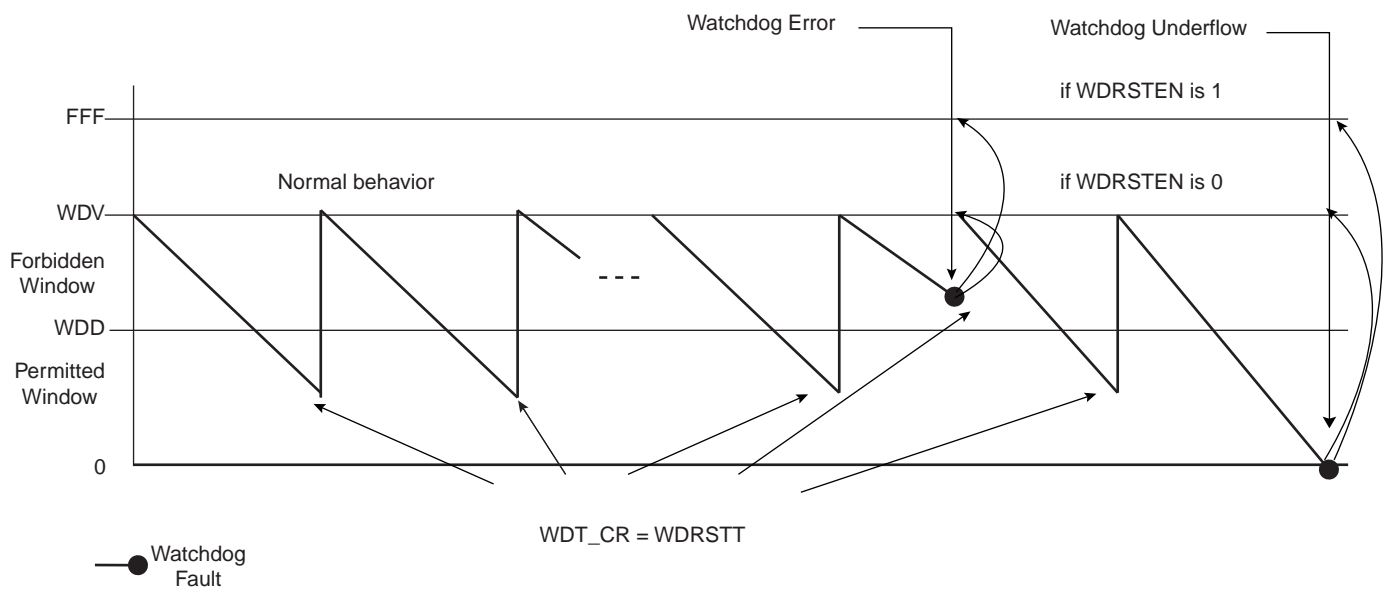 Watchdog Error
Watchdog Underflow
if WDRSTEN is 1
FFF
Normal behavior
if WDRSTEN is 0
WDV
Forbidden
Window
WDD
Permitted
Window
0
WDT_CR = WDRSTT
Watchdog
Fault